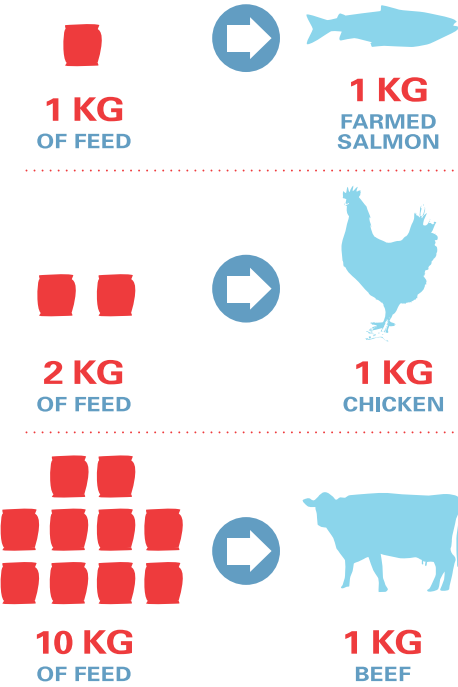 1 KG
OF FEED
1 KG
FARMED
SALMON
2 KG
OF FEED
1 KG
CHICKEN
10 KG
OF FEED
1 KG
BEEF